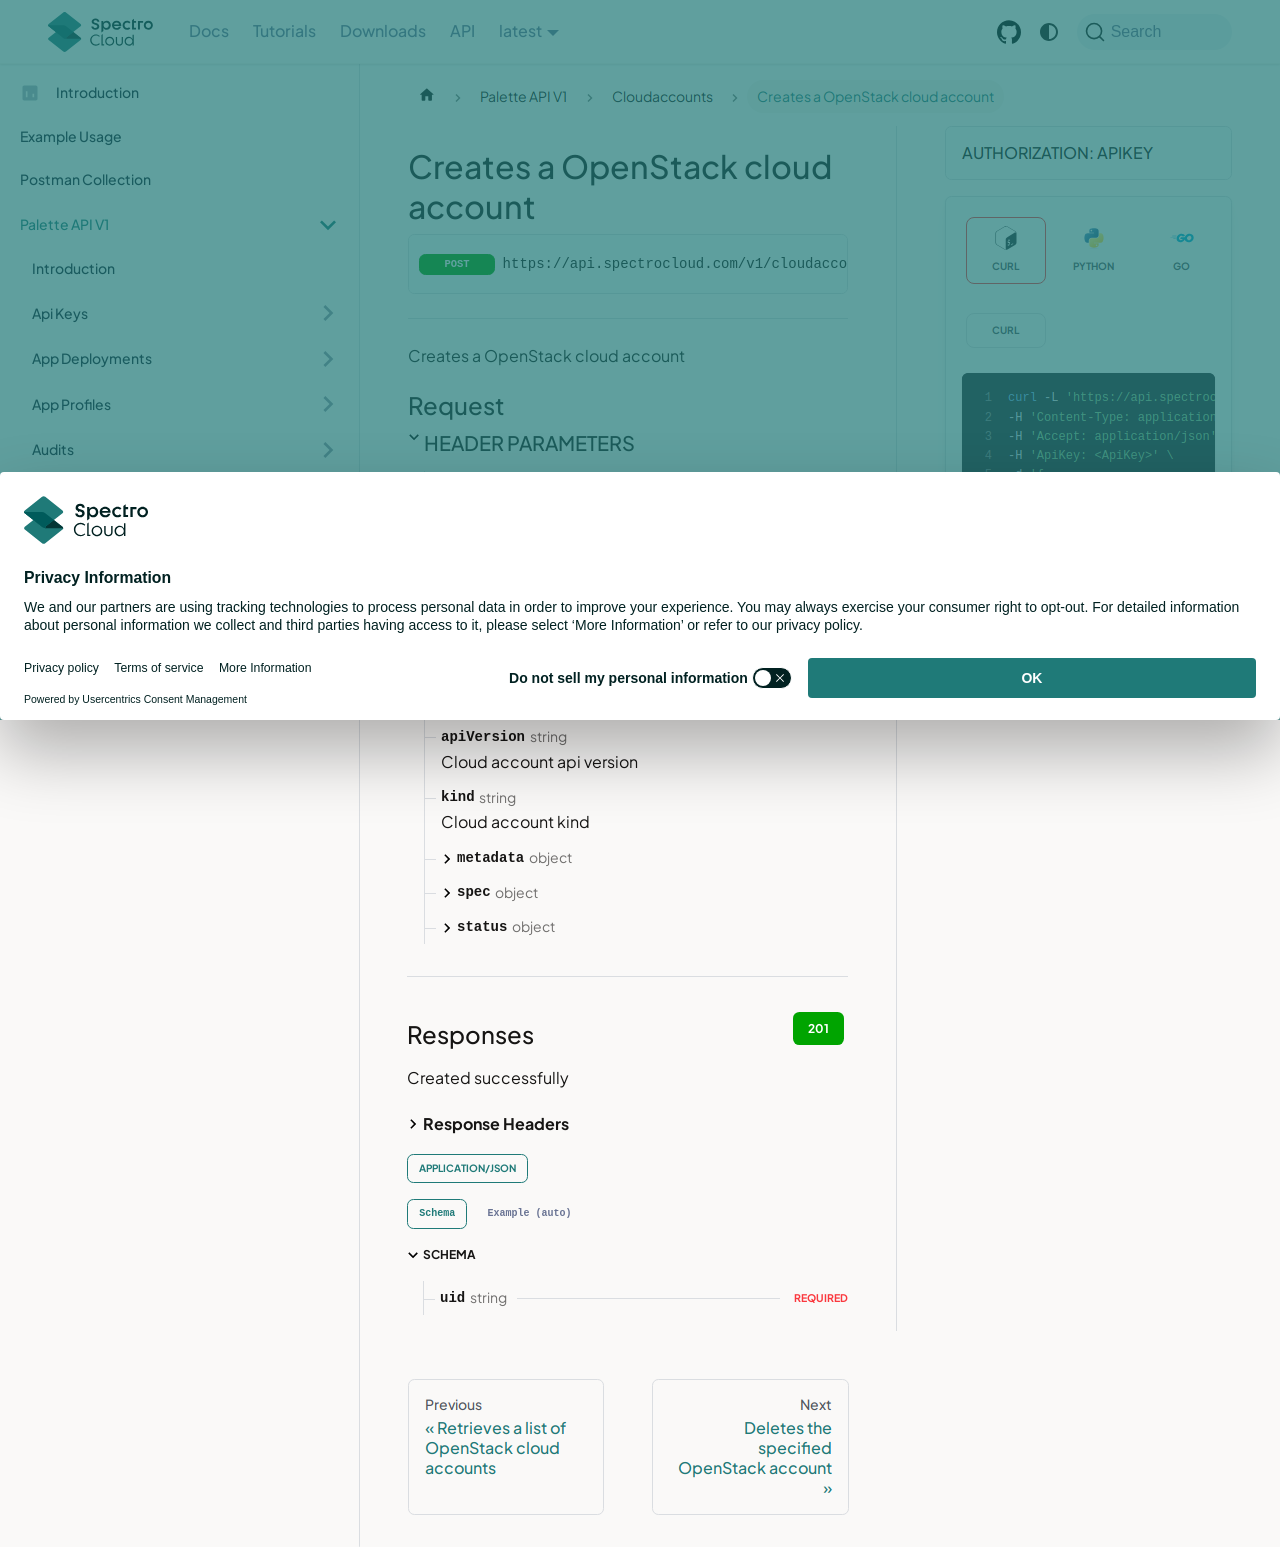 Spectro Cloud
Docs
Tutorials
Downloads
API
latest
Search
Introduction
Example Usage
Postman Collection
Palette API V1
Introduction
Api Keys
App Deployments
App Profiles
Audits
Palette API V1
Cloudaccounts
Creates a OpenStack cloud account
Creates a OpenStack cloud
account
POST
https://api.spectrocloud.com/v1/cloudacco
Creates a OpenStack cloud account
Request
HEADER PARAMETERS
AUTHORIZATION: APIKEY
CURL
PYTHON
GO
CURL
1 curl -L 'https://api.spectroc
2 -H 'Content-Type: application
3 -H 'Accept: application/json'
4 -H 'ApiKey: <ApiKey>' \
Spectro
Cloud
Privacy Information
We and our partners are using tracking technologies to process personal data in order to improve your experience. You may always exercise your consumer right to opt-out. For detailed information
about personal information we collect and third parties having access to it, please select ‘More Information’ or refer to our privacy policy.
Privacy policy
Terms of service
More Information
Powered by Usercentrics Consent Management
Do not sell my personal information
OK
apiVersion string
Cloud account api version
kind string
Cloud account kind
metadata object
spec object
status object
Responses
201
Created successfully
Response Headers
APPLICATION/JSON
Schema
Example (auto)
SCHEMA
uid string
REQUIRED
Previous
« Retrieves a list of
OpenStack cloud
accounts
Next
Deletes the
specified
OpenStack account
»